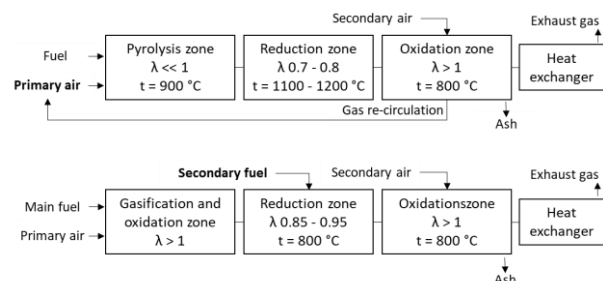 Secondary air
Exhaust gas
Fuel
Primary air
Pyrolysis zone
λ << 1
t = 900 °C
Reduction zone
λ 0.7 - 0.8
t = 1100 - 1200 °C
Oxidation zone
λ > 1
t = 800 °C
Heat
exchanger
Gas re-circulation
Ash
Secondary fuel
Secondary air
Exhaust gas
Main fuel
Primary air
Gasification and
oxidation zone
λ > 1
Reduction zone
λ 0.85 - 0.95
t = 800 °C
Oxidationszone
λ > 1
t = 800 °C
Heat
exchanger
Ash